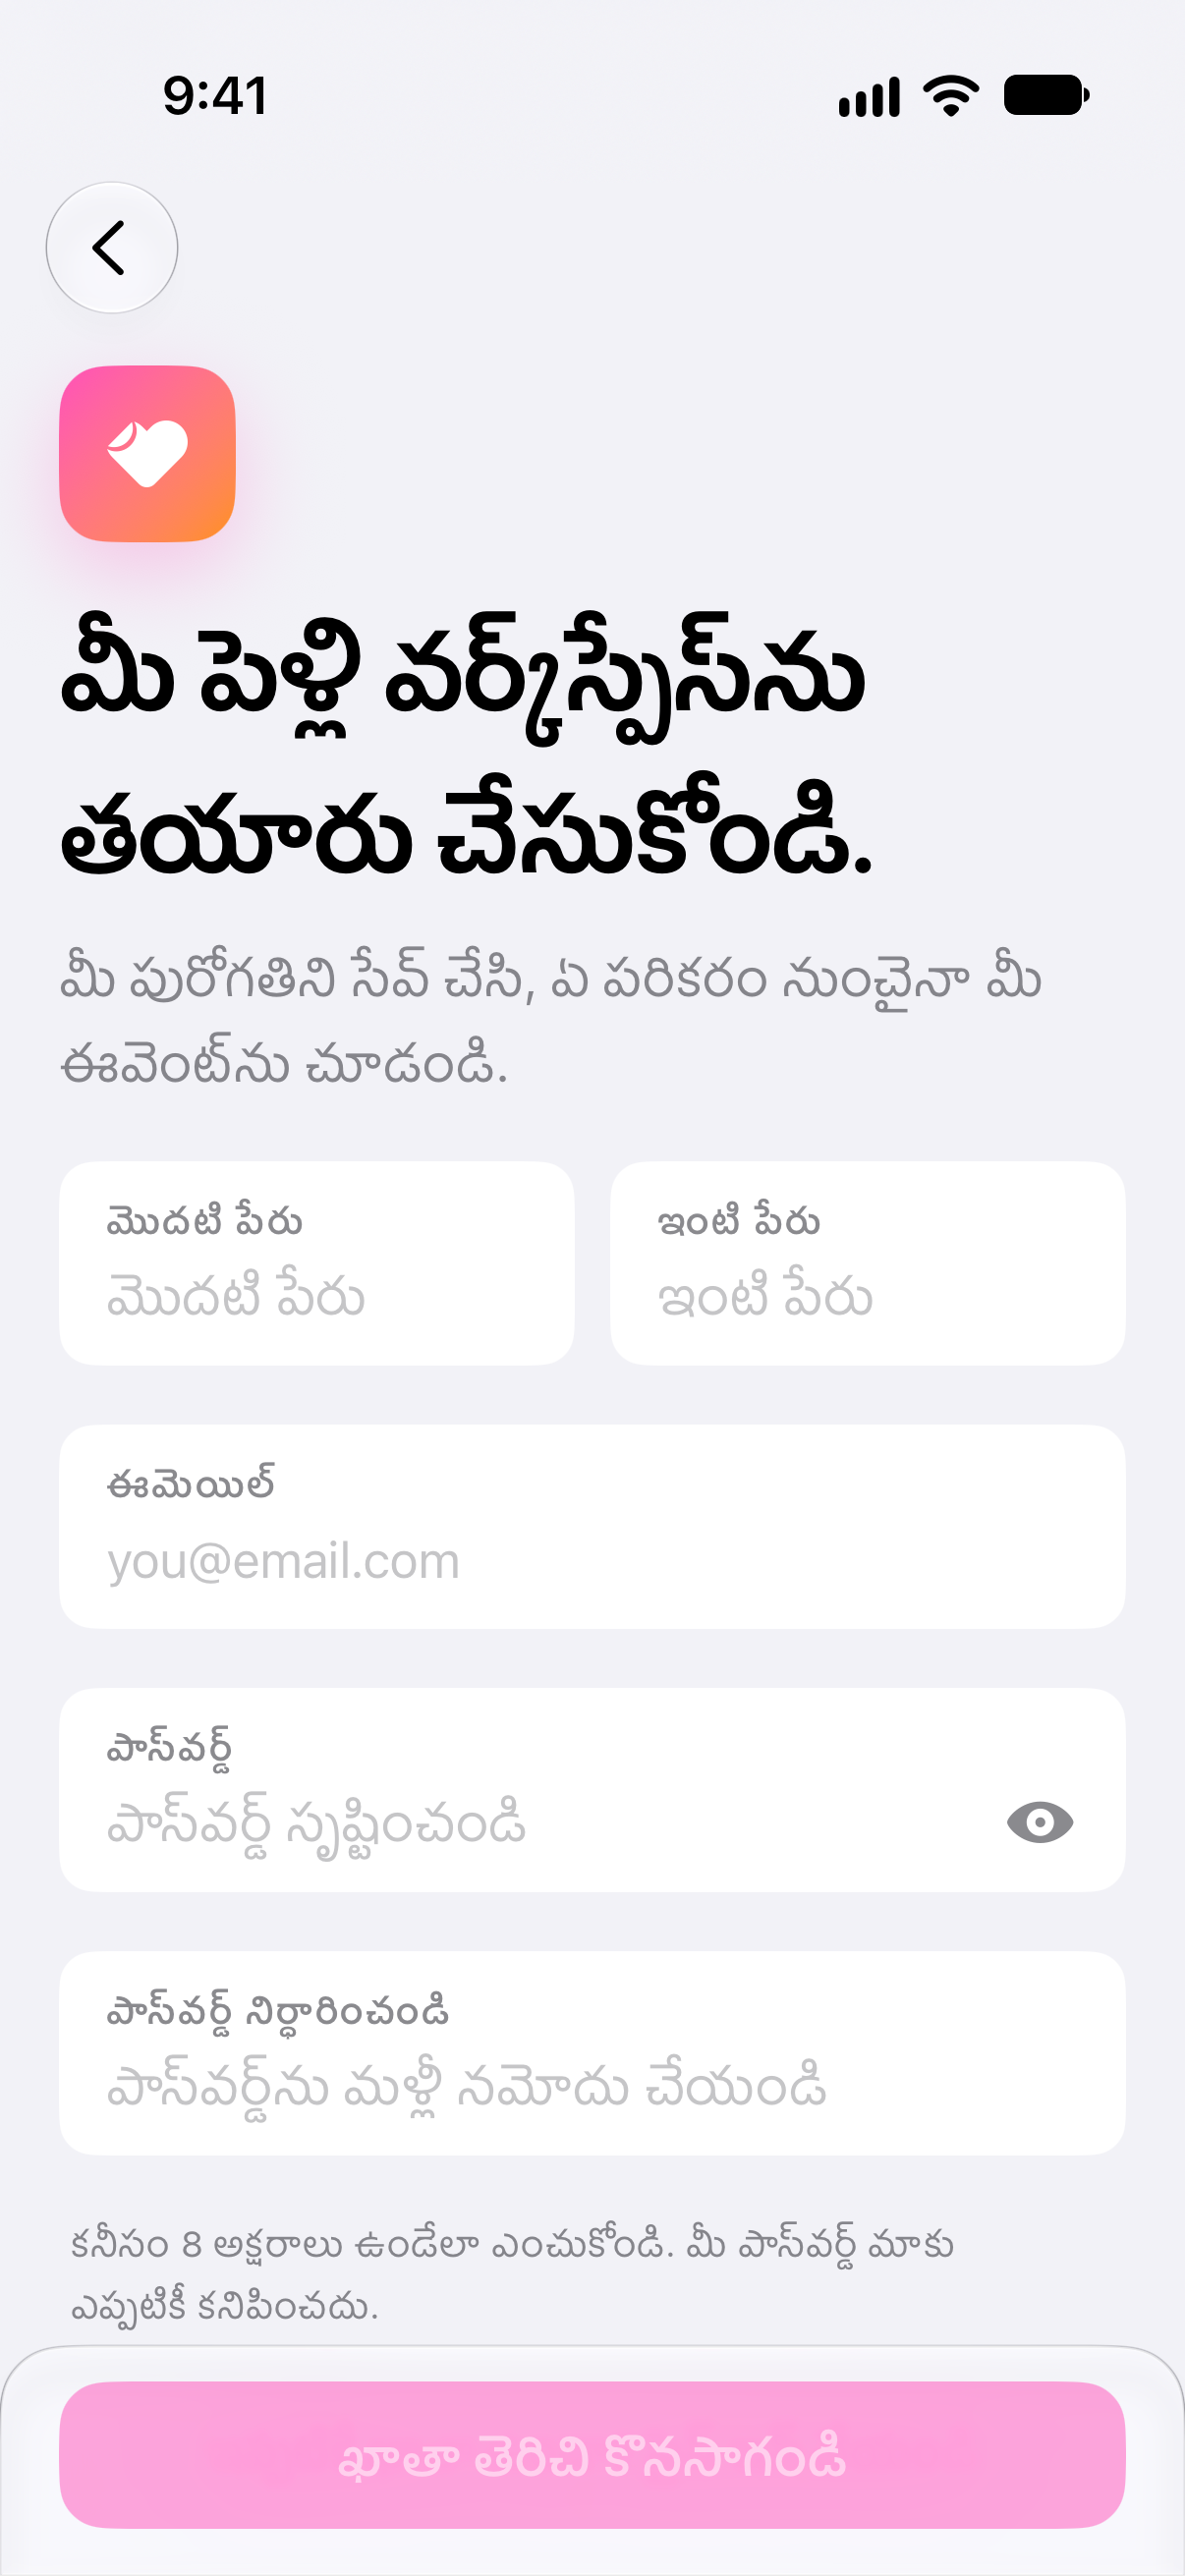 9:41
మీ పెళ్లి వర్క్‌స్పేస్‌ను
తయారు చేసుకోండి.
మీ పురోగతిని సేవ్ చేసి, ఏ పరికరం నుంచైనా మీ
ఈవెంట్‌ను చూడండి.
మొదటి పేరు
ఇంటి పేరు
మొదటి పేరు
ఇంటి పేరు
ఈమెయిల్
you@email.com
పాస్‌వర్డ్
పాస్‌వర్డ్ సృష్టించండి
పాస్‌వర్డ్ నిర్ధారించండి
పాస్‌వర్డ్‌ను మళ్లీ నమోదు చేయండి
కనీసం 8 అక్షరాలు ఉండేలా ఎంచుకోండి. మీ పాస్‌వర్డ్ మాకు
ఎప్పటికీ కనిపించదు.
ఖాతా తెరిచి కొనసాగండి